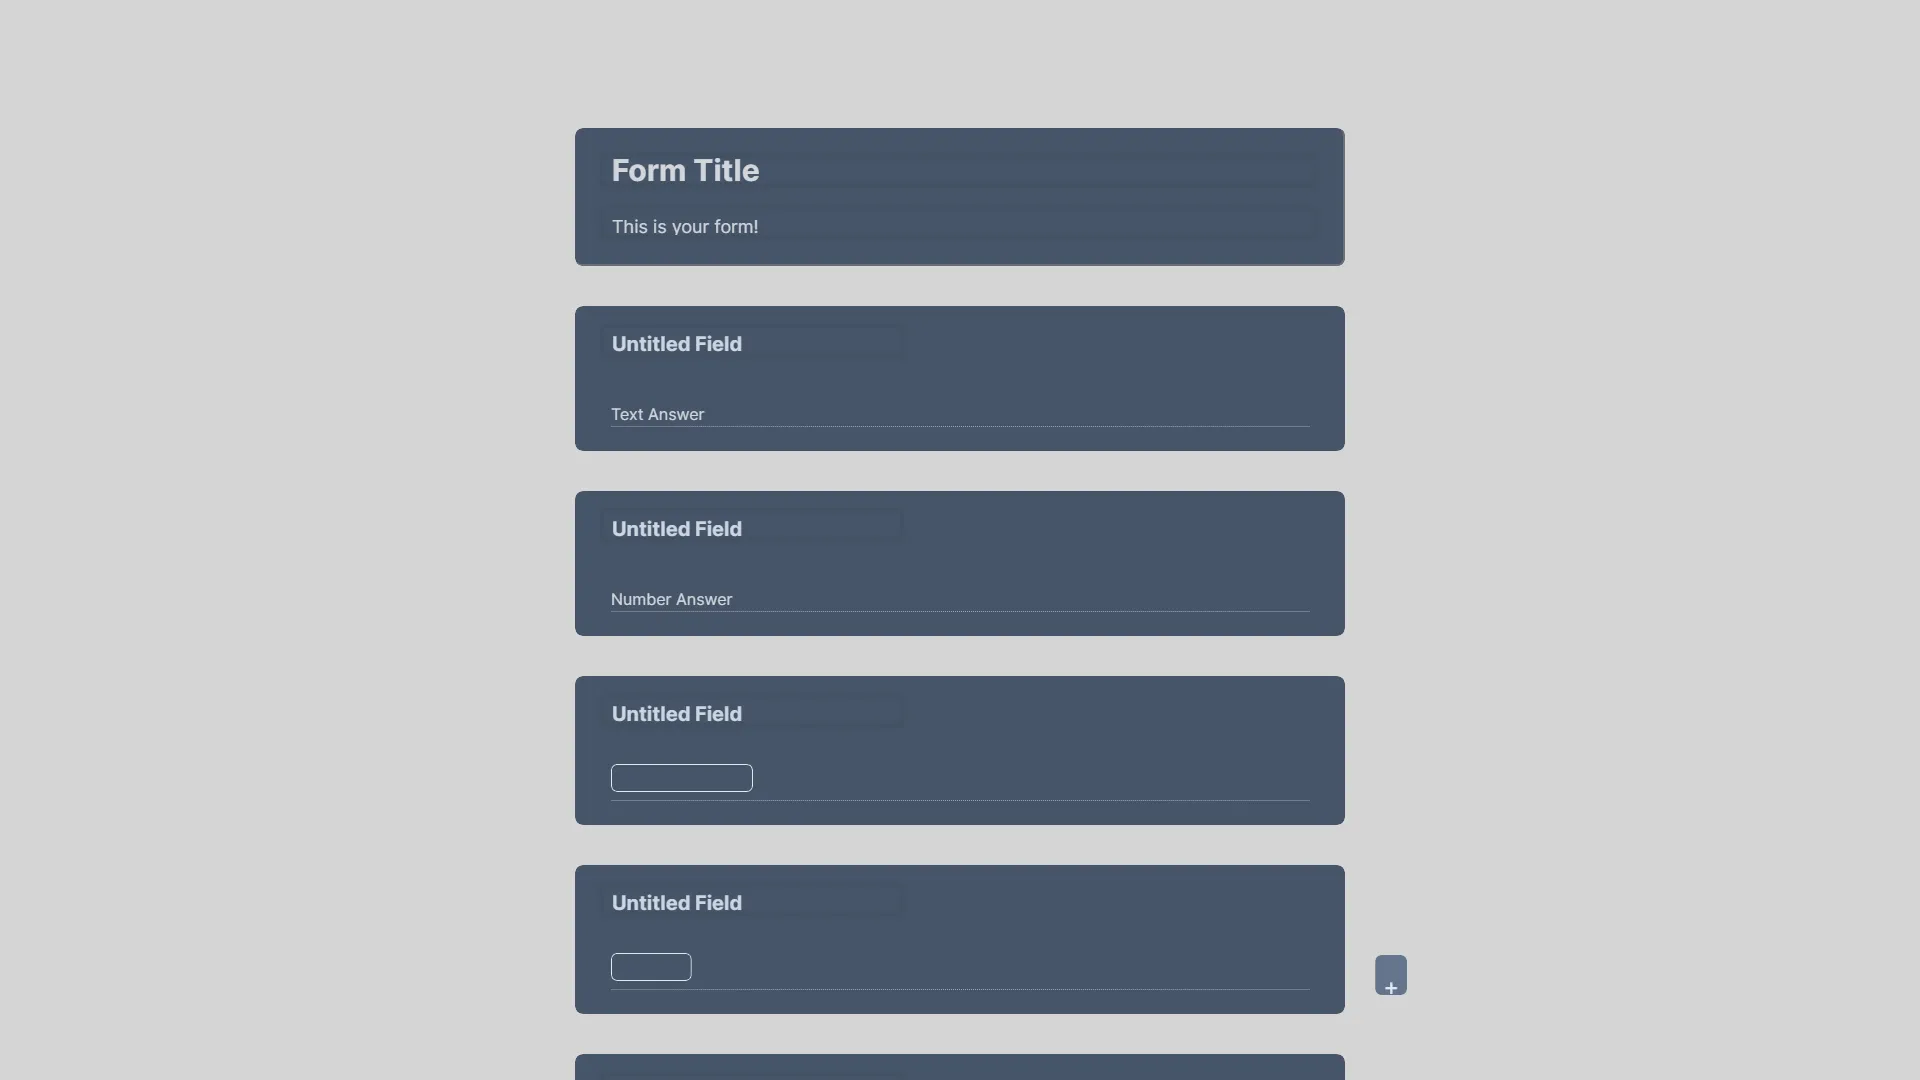 Form Title
This is your form!
Untitled Field
Text Answer
Untitled Field
Number Answer
Untitled Field
Untitled Field
+